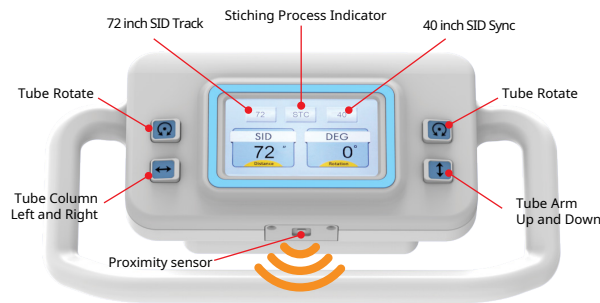 72 inch SID Track
Stiching Process Indicator
40 inch SID Sync
Tube Rotate
Tube Rotate
72
STC
40
SID
DEG
72 "
0°
Distance
Rotation
Tube Column
Left and Right
Tube Arm
Up and Down
Proximity sensor